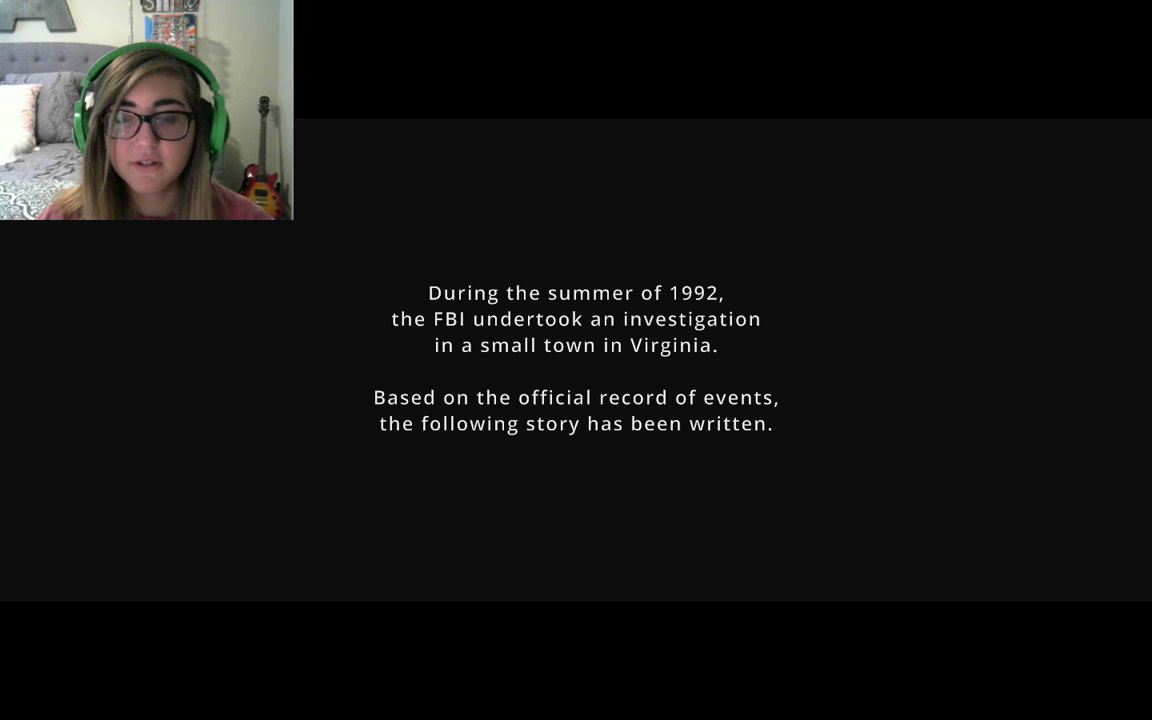 During the summer of 1992,
the FBI undertook an investigation
in a small town in Virginia.
Based on the official record of events,
the following story has been written.